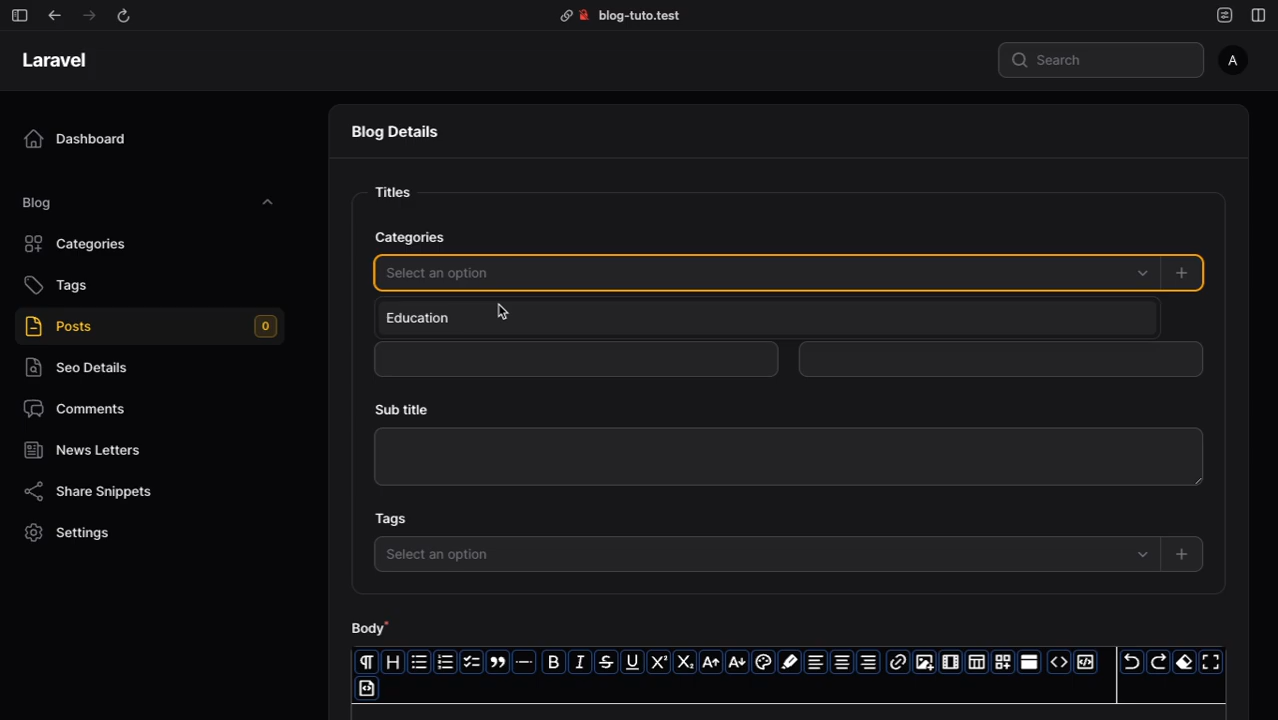 blog-tuto.test
Laravel
Search
A
Dashboard
Blog
Categories
Tags
Posts
0
Seo Details
Comments
News Letters
Share Snippets
Settings
Blog Details
Titles
Categories
Select an option
Education
Sub title
Tags
Select an option
Body*